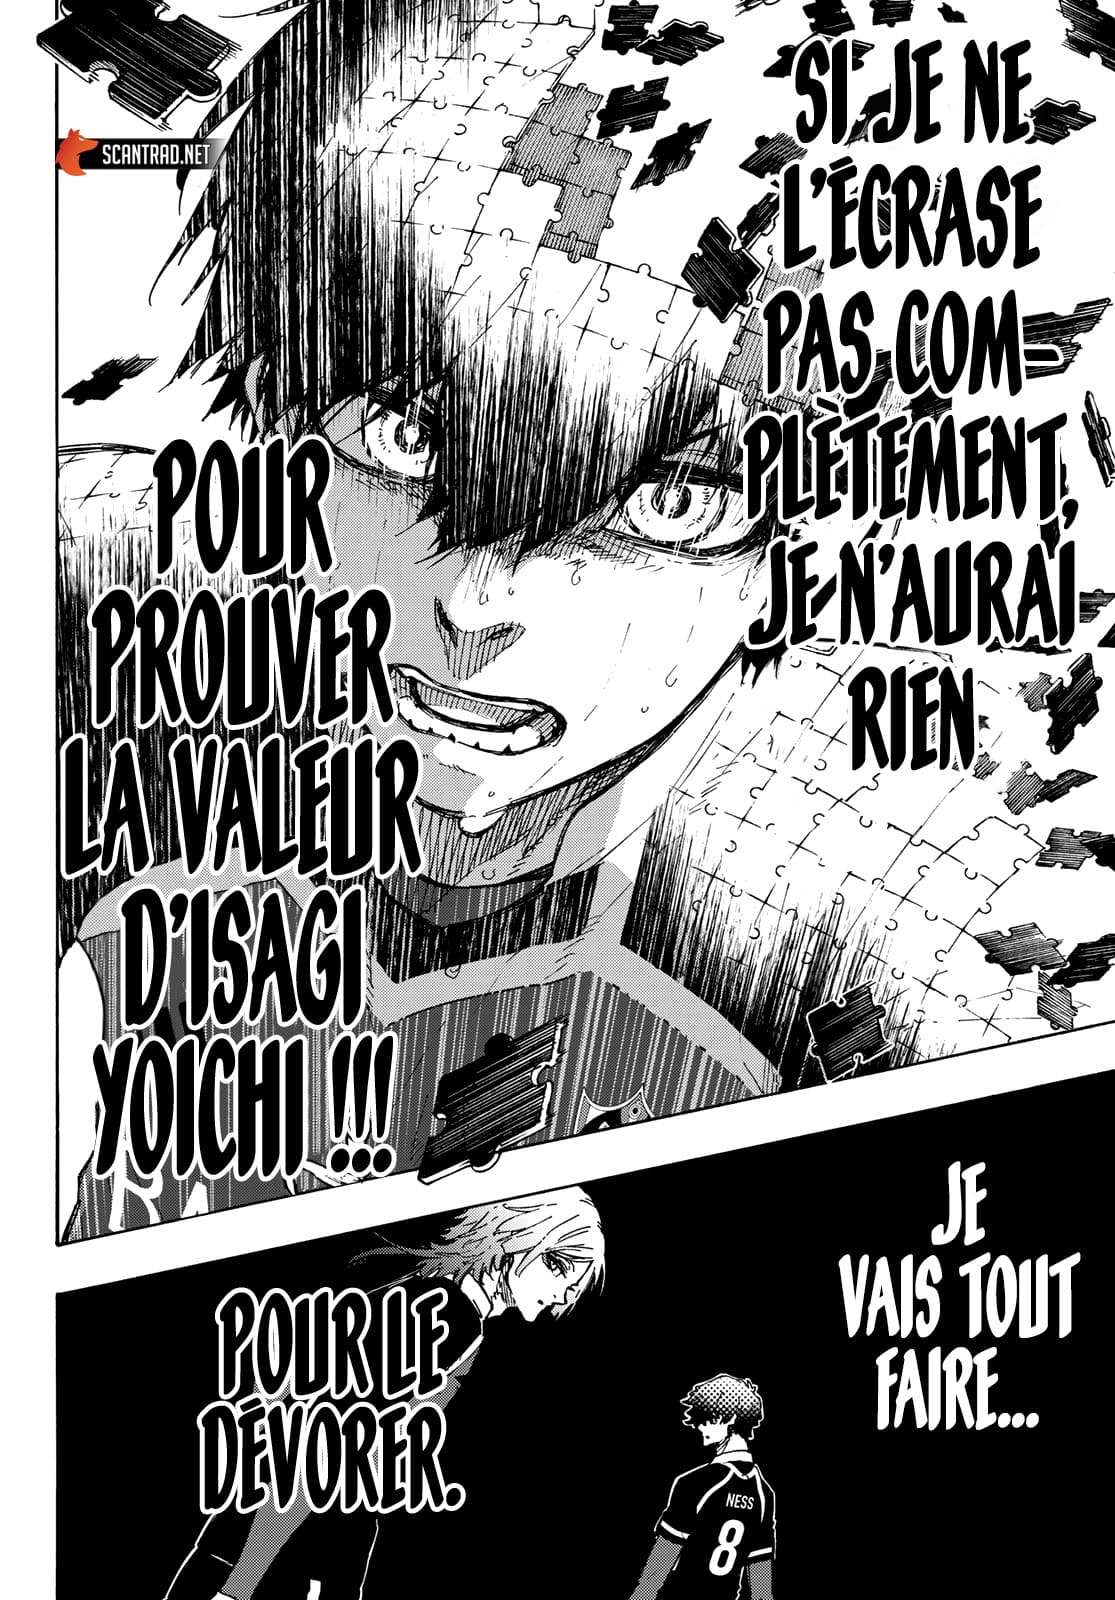 SCANTRAD.NET
SI JE NE
L'ÉCRASE
PAS COM-
PLÈTEMENT,
JE N'AURAI
RIEN
POUR
PROUVER
LA VALEUR
D'ISAGI
YOICHI !!!
JE
VAIS TOUT
FAIRE...
POUR LE
DÉVORER.
NESS
8